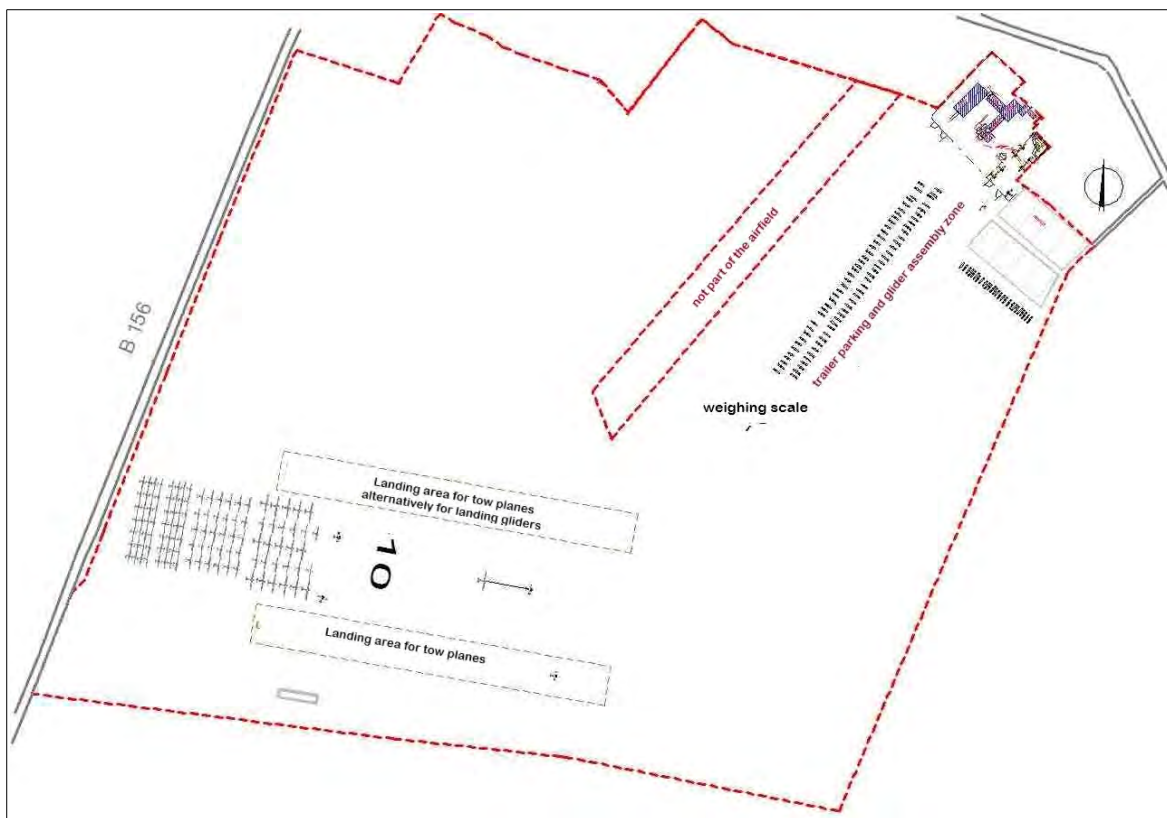 B 156
not part of the airfield
trailer parking and glider assembly zone
weighing scale
Landing area for tow planes
alternatively for landing gliders
10
Landing area for tow planes